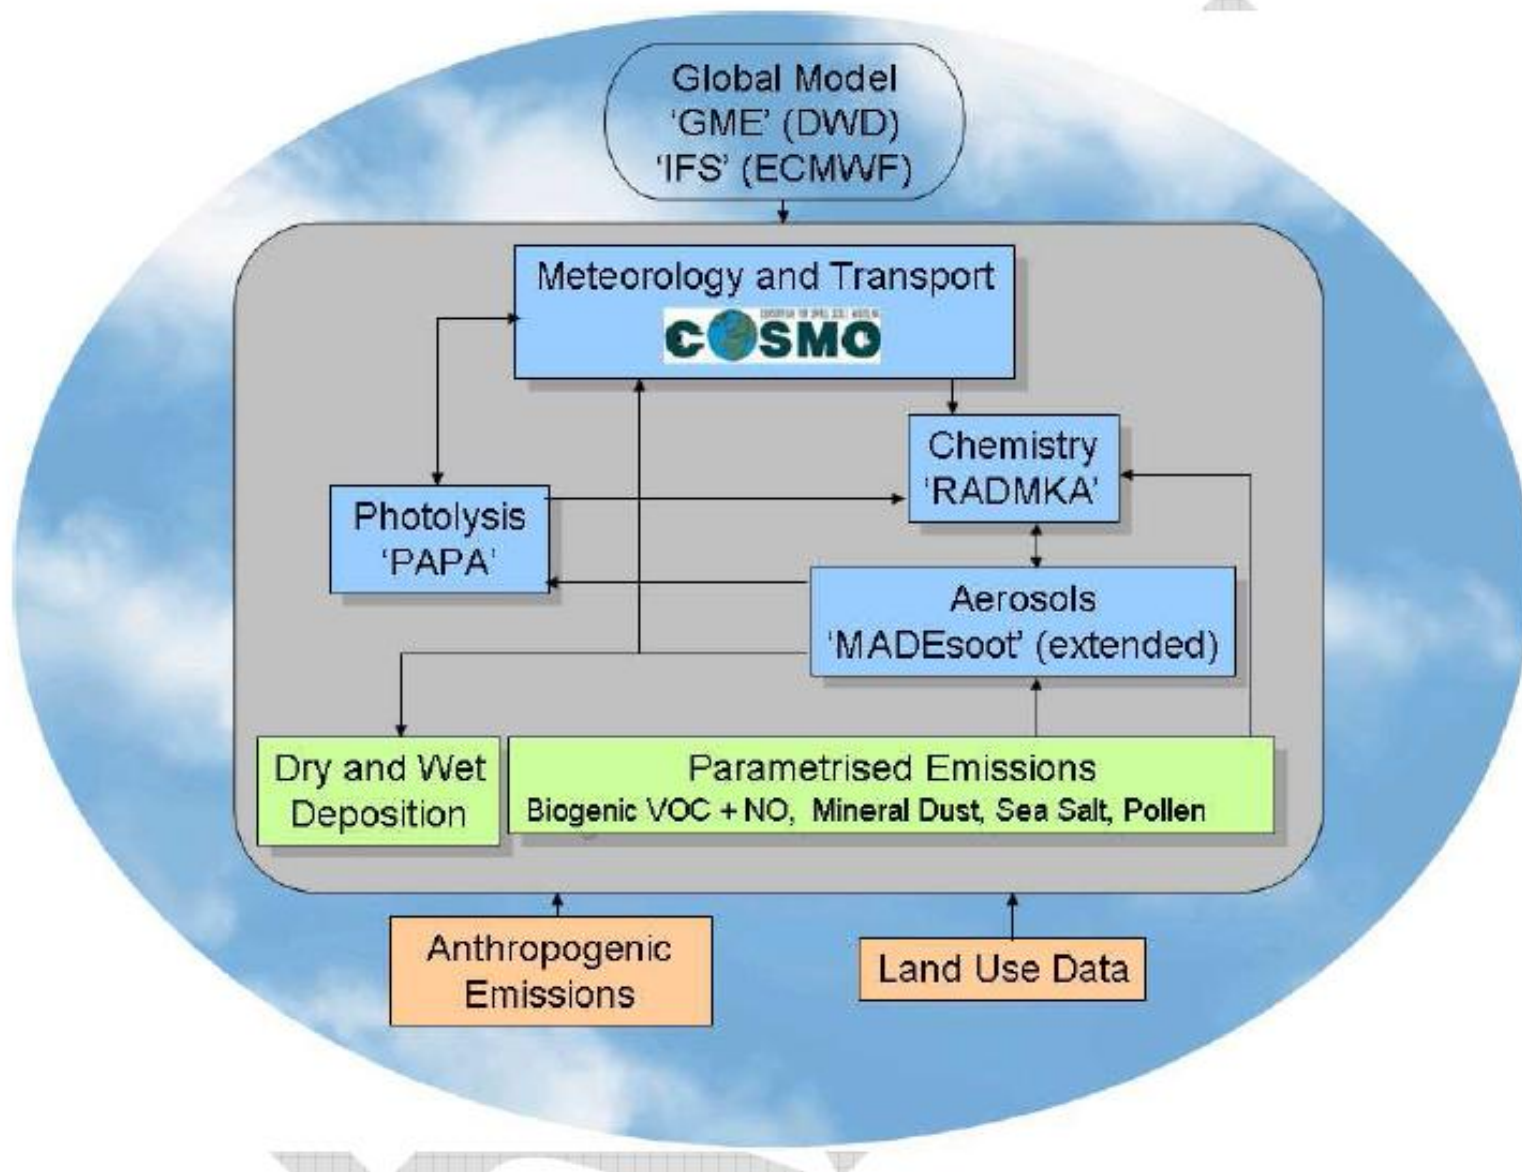 Global Model
‘GME’ (DWD)
‘IFS’ (ECMWF)
Meteorology and Transport
COSMO
Chemistry
‘RADMKA’
Photolysis
‘PAPA’
Aerosols
‘MADEsoot’ (extended)
Dry and Wet
Deposition
Parametrised Emissions
Biogenic VOC + NO, Mineral Dust, Sea Salt, Pollen
Anthropogenic
Emissions
Land Use Data